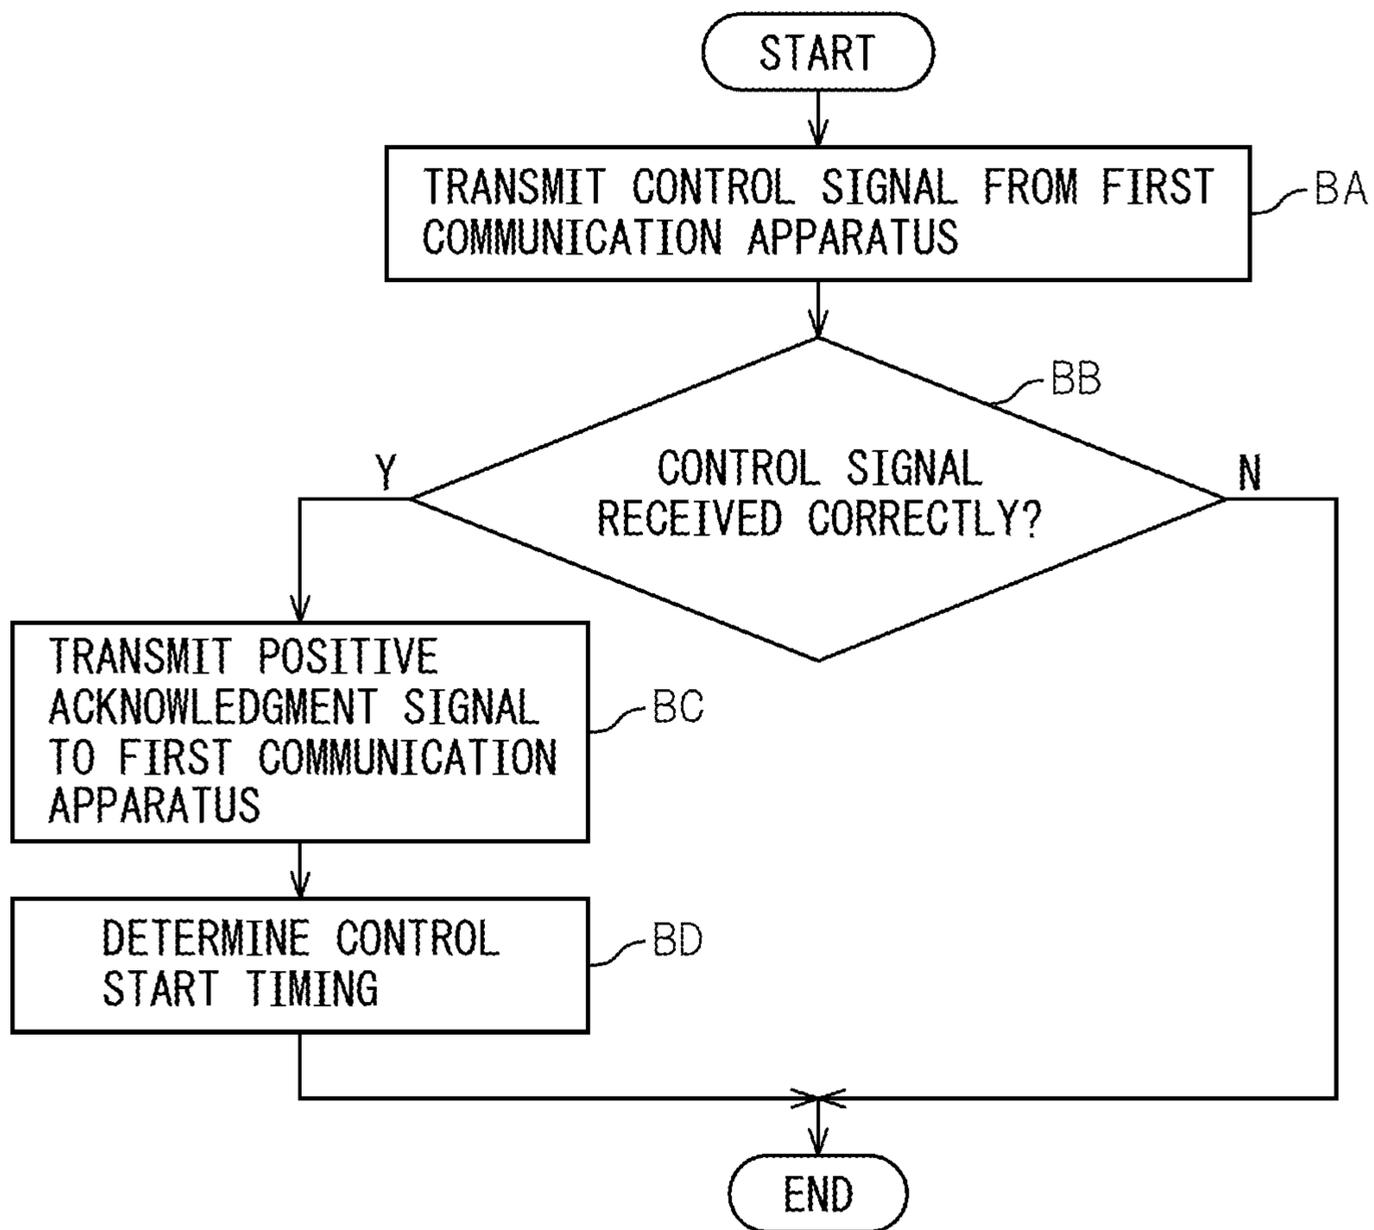 START
TRANSMIT CONTROL SIGNAL FROM FIRST
COMMUNICATION APPARATUS
BA
BB
CONTROL SIGNAL
RECEIVED CORRECTLY?
Y
N
TRANSMIT POSITIVE
ACKNOWLEDGMENT SIGNAL
TO FIRST COMMUNICATION
APPARATUS
BC
DETERMINE CONTROL
START TIMING
BD
END